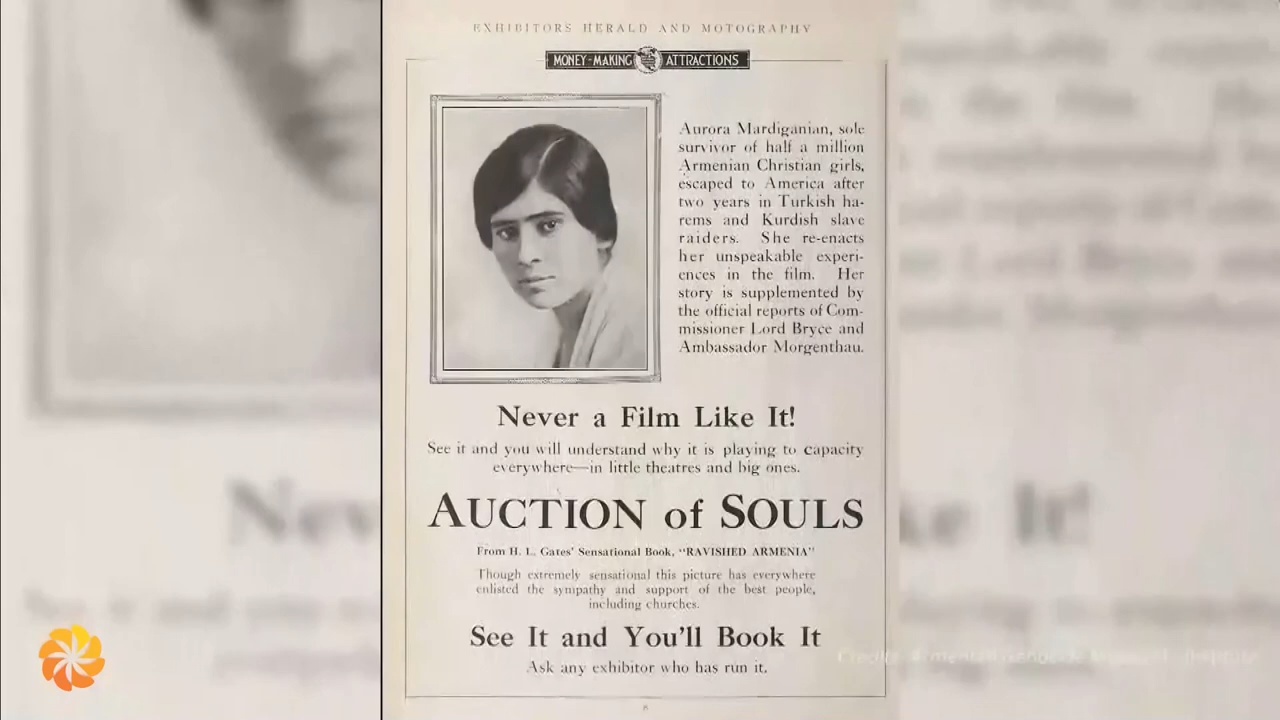 EXHIBITORS HERALD AND MOTOGRAPHY
MONEY-MAKING ATTRACTIONS
Aurora Mardiganian, sole
survivor of half a million
Armenian Christian girls,
escaped to America after
two years in Turkish ha-
rems and Kurdish slave
raiders. She re-enacts
her unspeakable experi-
ences in the film. Her
story is supplemented by
the official reports of Com-
missioner Lord Bryce and
Ambassador Morgenthau.
Never a Film Like It!
See it and you will understand why it is playing to capacity
everywhere—in little theatres and big ones.
AUCTION of SOULS
From H. L. Gates' Sensational Book, "RAVISHED ARMENIA"
Though extremely sensational this picture has everywhere
enlisted the sympathy and support of the best people,
including churches.
See It and You'll Book It
Ask any exhibitor who has run it.